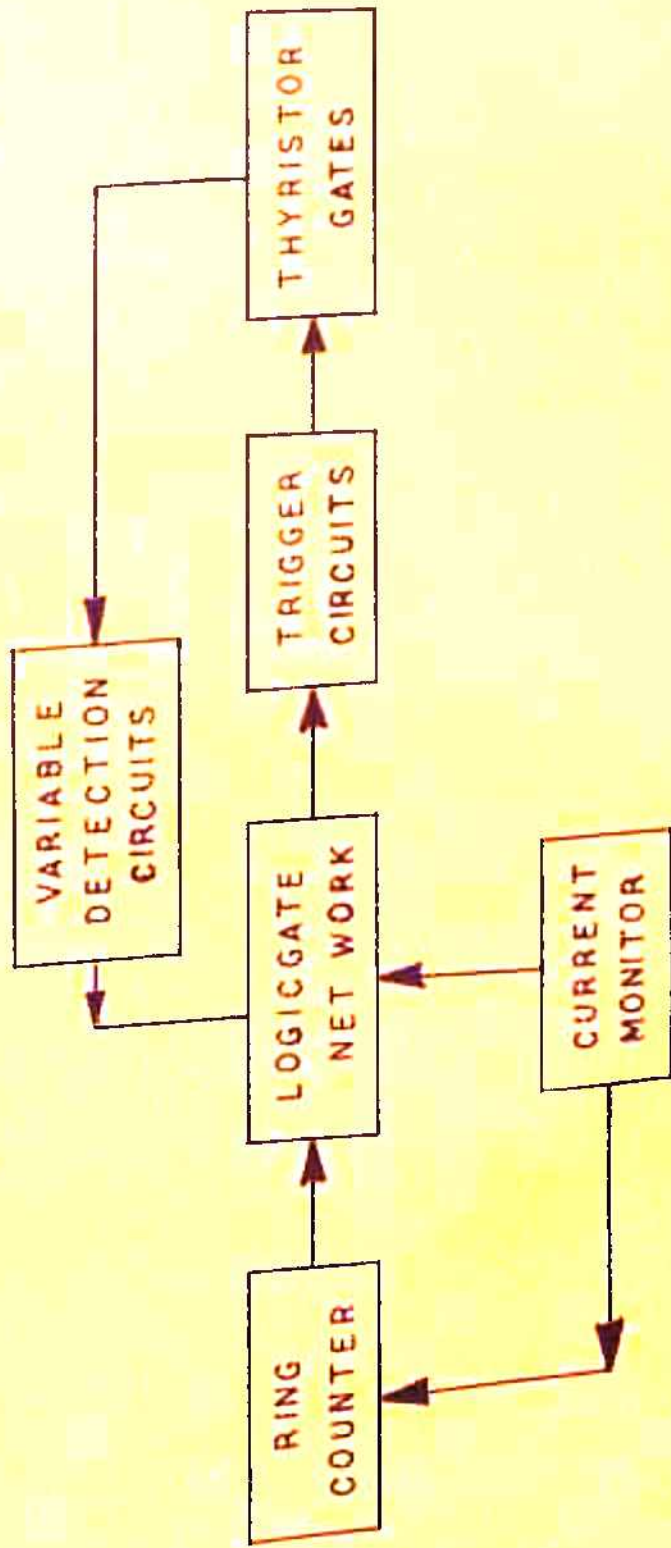 VARIABLE
DETECTION
CIRCUITS
RING
COUNTER
LOGICGATE
NET WORK
TRIGGER
CIRCUITS
THYRISTOR
GATES
CURRENT
MONITOR